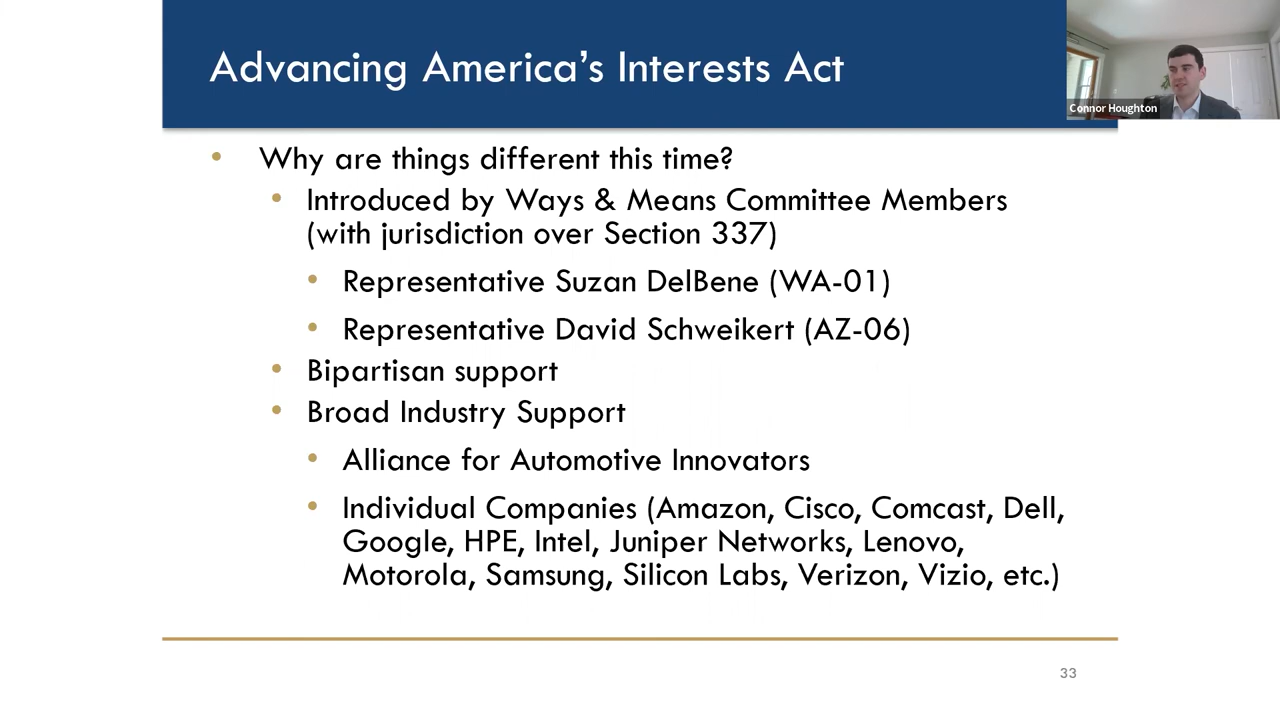 Advancing America’s Interests Act
Connor Houghton
• Why are things different this time?
• Introduced by Ways & Means Committee Members
(with jurisdiction over Section 337)
• Representative Suzan DelBene (WA-01)
• Representative David Schweikert (AZ-06)
• Bipartisan support
• Broad Industry Support
• Alliance for Automotive Innovators
• Individual Companies (Amazon, Cisco, Comcast, Dell,
Google, HPE, Intel, Juniper Networks, Lenovo,
Motorola, Samsung, Silicon Labs, Verizon, Vizio, etc.)
33